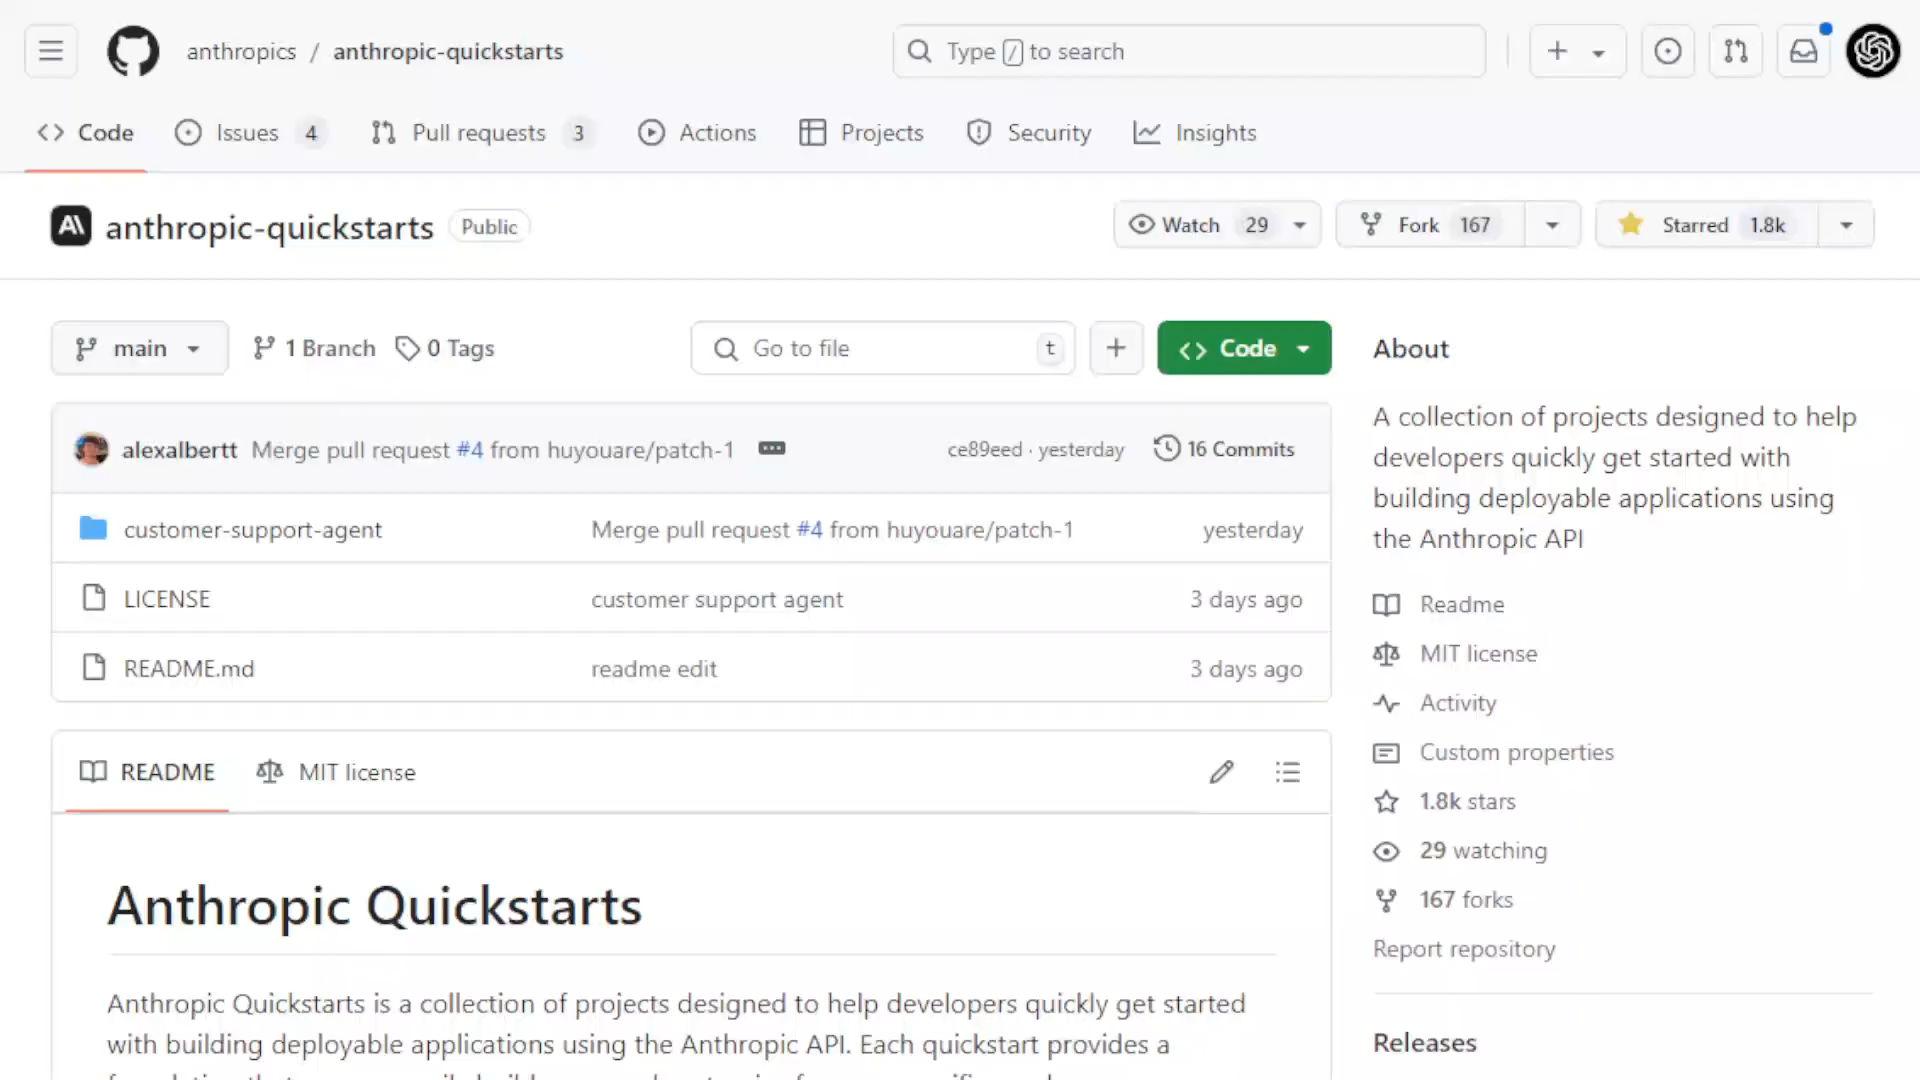 anthropics / anthropic-quickstarts
Type / to search
Code
Issues 4
Pull requests 3
Actions
Projects
Security
Insights
AI anthropic-quickstarts Public
Watch 29
Fork 167
Starred 1.8k
main
1 Branch
0 Tags
Go to file t
Code
alexalbertt Merge pull request #4 from huyouare/patch-1
ce89eed · yesterday
16 Commits
customer-support-agent Merge pull request #4 from huyouare/patch-1 yesterday
LICENSE customer support agent 3 days ago
README.md readme edit 3 days ago
README
MIT license
Anthropic Quickstarts
Anthropic Quickstarts is a collection of projects designed to help developers quickly get started
with building deployable applications using the Anthropic API. Each quickstart provides a
About
A collection of projects designed to help
developers quickly get started with
building deployable applications using
the Anthropic API
Readme
MIT license
Activity
Custom properties
1.8k stars
29 watching
167 forks
Report repository
Releases